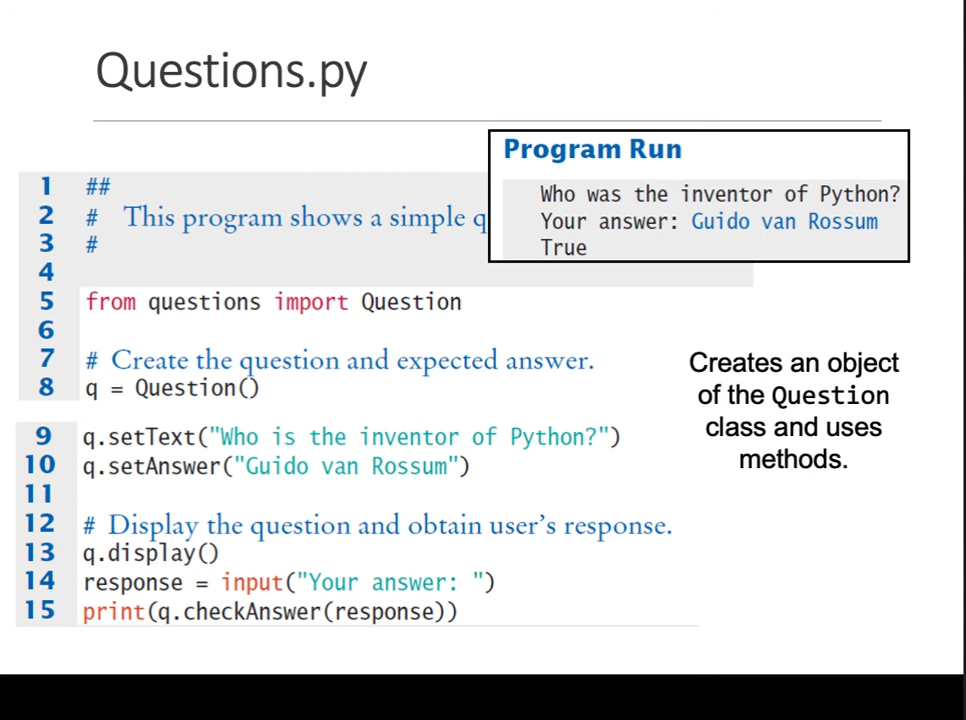 Questions.py
Program Run
Who was the inventor of Python?
Your answer: Guido van Rossum
True
1 ##
2 # This program shows a simple q
3 #
4
5 from questions import Question
6
7 # Create the question and expected answer.
8 q = Question()
9 q.setText("Who is the inventor of Python?")
10 q.setAnswer("Guido van Rossum")
11
12 # Display the question and obtain user’s response.
13 q.display()
14 response = input("Your answer: ")
15 print(q.checkAnswer(response))
Creates an object
of the Question
class and uses
methods.